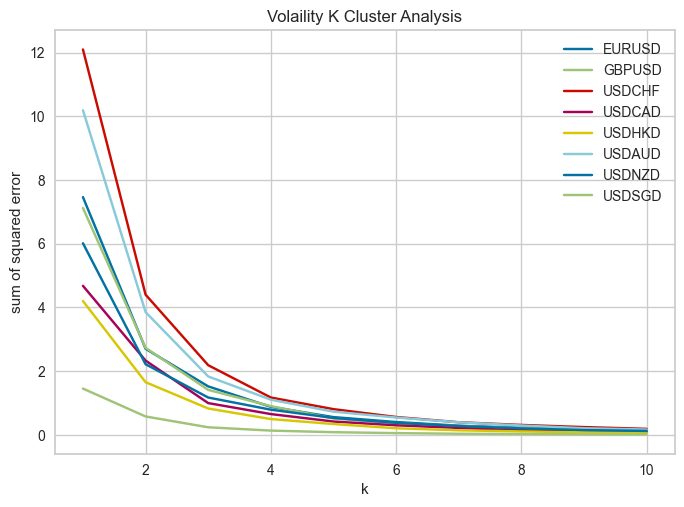 Volaility K Cluster Analysis
12
10
8
6
4
2
0
sum of squared error
EURUSD
GBPUSD
USDCHF
USDCAD
USDHKD
USDAUD
USDNZD
USDSGD
2 4 6 8 10
k